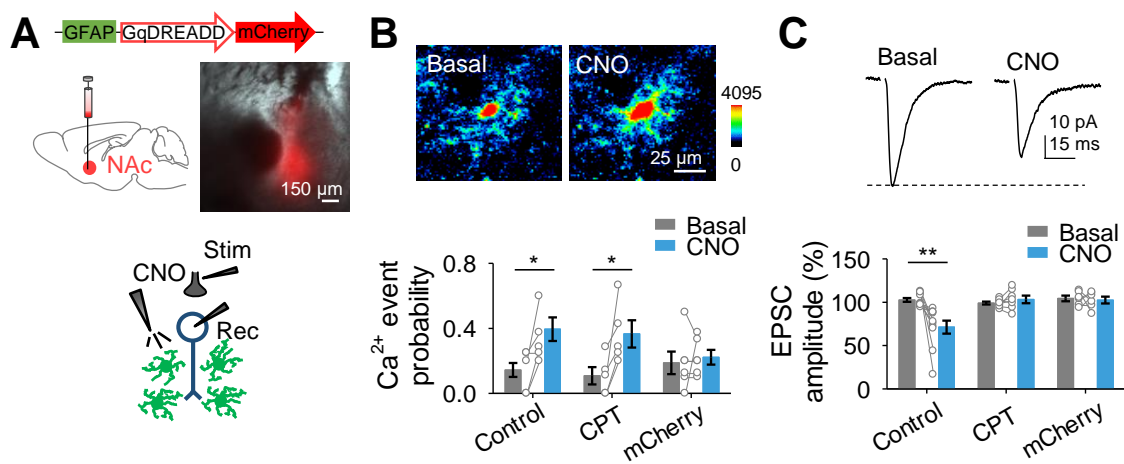 A
GFAP GqDREADD mCherry
NAc
150 µm
CNO
Stim
Rec
B
Basal
CNO
4095
0
25 µm
Basal
CNO
Ca2+ event
probability
0.8
0.4
0.0
*
*
Control
CPT
mCherry
C
Basal
CNO
10 pA
15 ms
Basal
CNO
EPSC
amplitude (%)
150
100
50
0
**
Control
CPT
mCherry